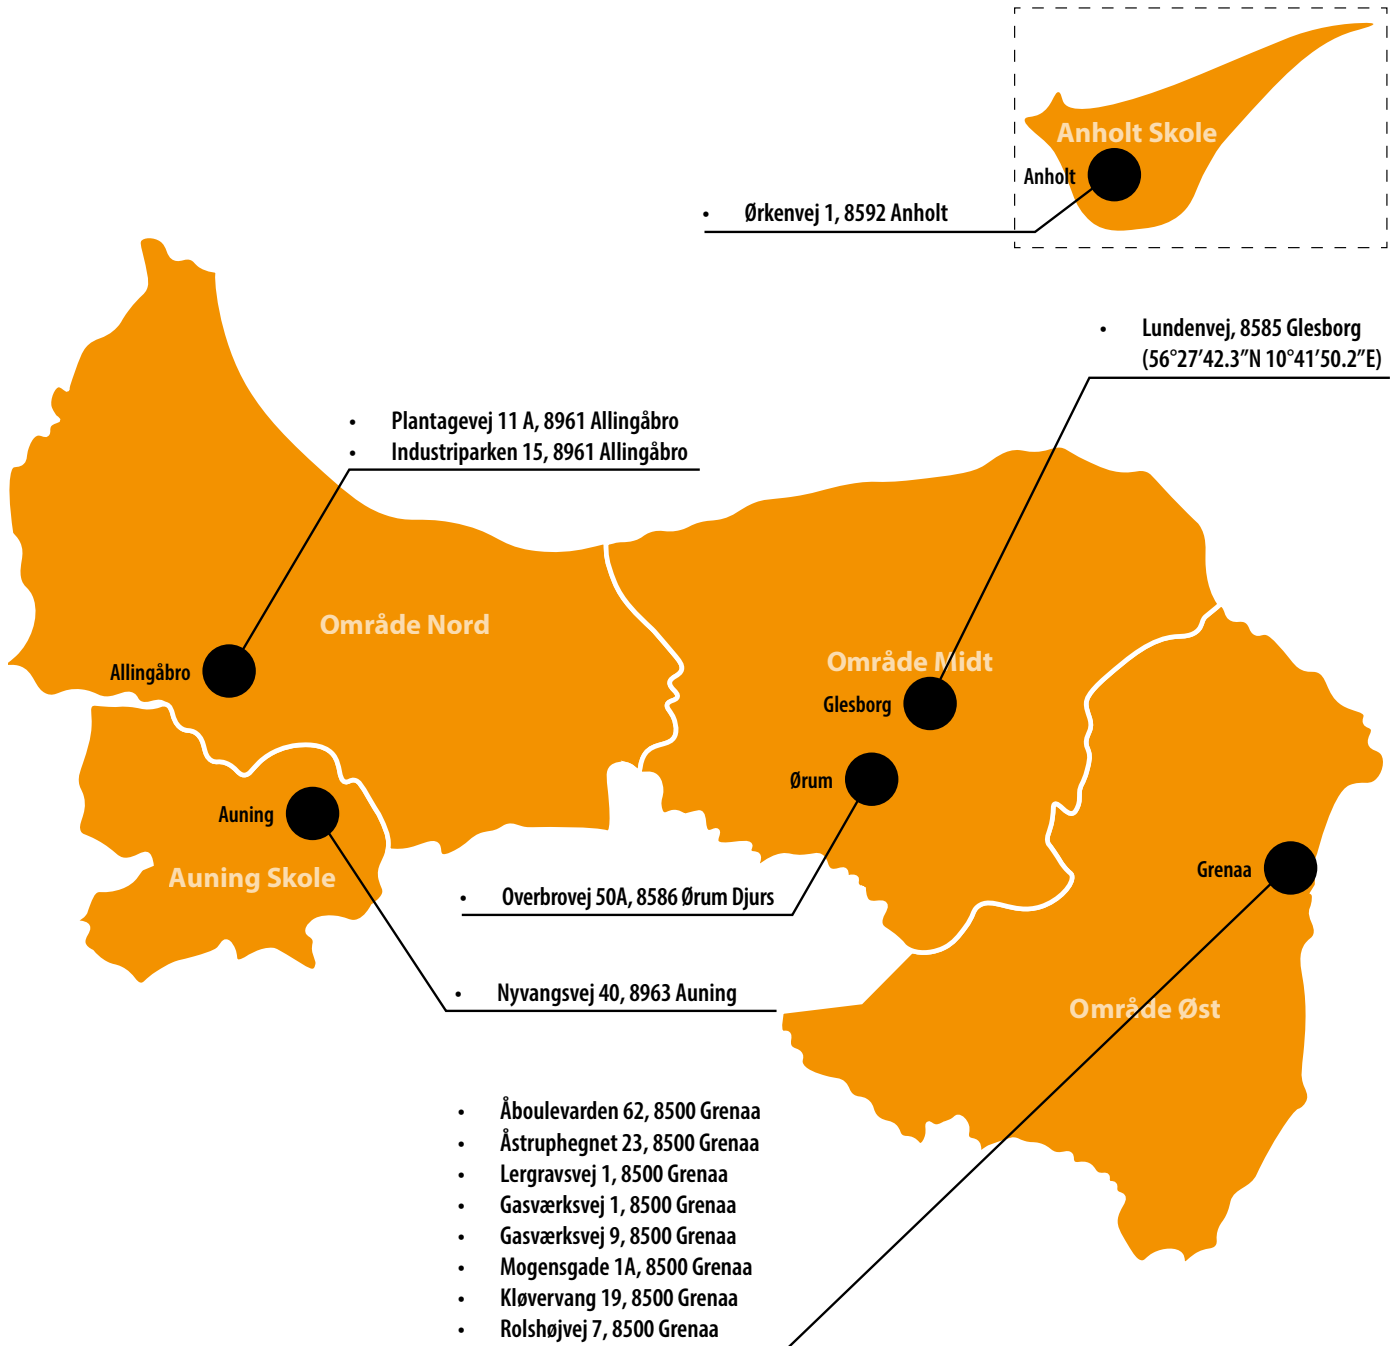 Anholt Skole
Anholt
• Ørkenvej 1, 8592 Anholt
• Lundenvej, 8585 Glesborg
(56°27′42.3″N 10°41′50.2″E)
• Plantagevej 11 A, 8961 Allingåbro
• Industriparken 15, 8961 Allingåbro
Område Nord
Område Midt
Allingåbro
Glesborg
Ørum
Auning
Auning Skole
Grenaa
• Overbrovej 50A, 8586 Ørum Djurs
• Nyvangsvej 40, 8963 Auning
Område Øst
• Åboulevarden 62, 8500 Grenaa
• Åstruphegnet 23, 8500 Grenaa
• Lergravsvej 1, 8500 Grenaa
• Gasværksvej 1, 8500 Grenaa
• Gasværksvej 9, 8500 Grenaa
• Mogensgade 1A, 8500 Grenaa
• Kløvervang 19, 8500 Grenaa
• Rolshøjvej 7, 8500 Grenaa